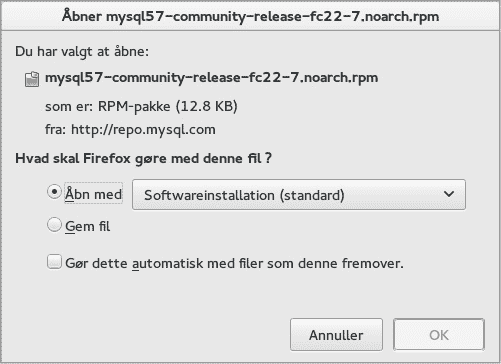 Åbner mysql57-community-release-fc22-7.noarch.rpm
Du har valgt at åbne:
mysql57-community-release-fc22-7.noarch.rpm
som er: RPM-pakke (12.8 KB)
fra: http://repo.mysql.com
Hvad skal Firefox gøre med denne fil ?
Åbn med Softwareinstallation (standard)
Gem fil
Gør dette automatisk med filer som denne fremover.
Annuller OK